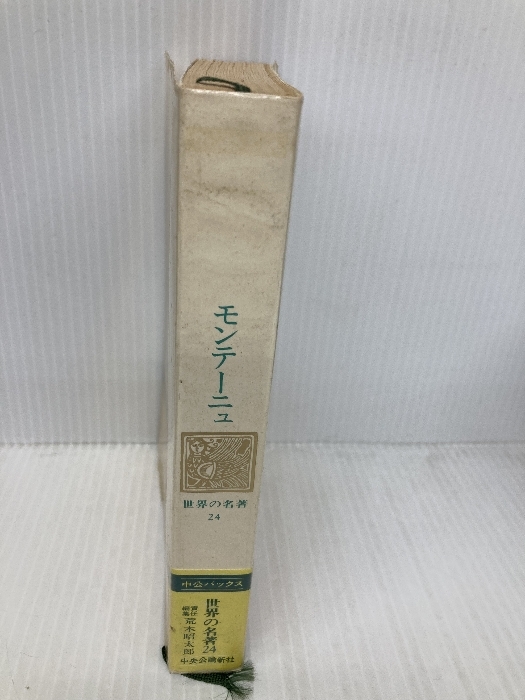 モンテーニュ
世界の名著
24
中公バックス
世界の名著24
責任編集 荒木昭太郎
中央公論新社